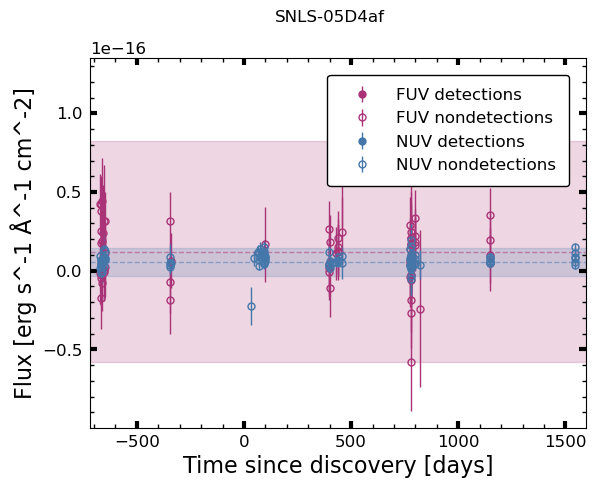 SNLS-05D4af
1e−16
FUV detections
FUV nondetections
NUV detections
NUV nondetections
1.0
0.5
0.0
−0.5
Flux [erg s^-1 Å^-1 cm^-2]
−500 0 500 1000 1500
Time since discovery [days]